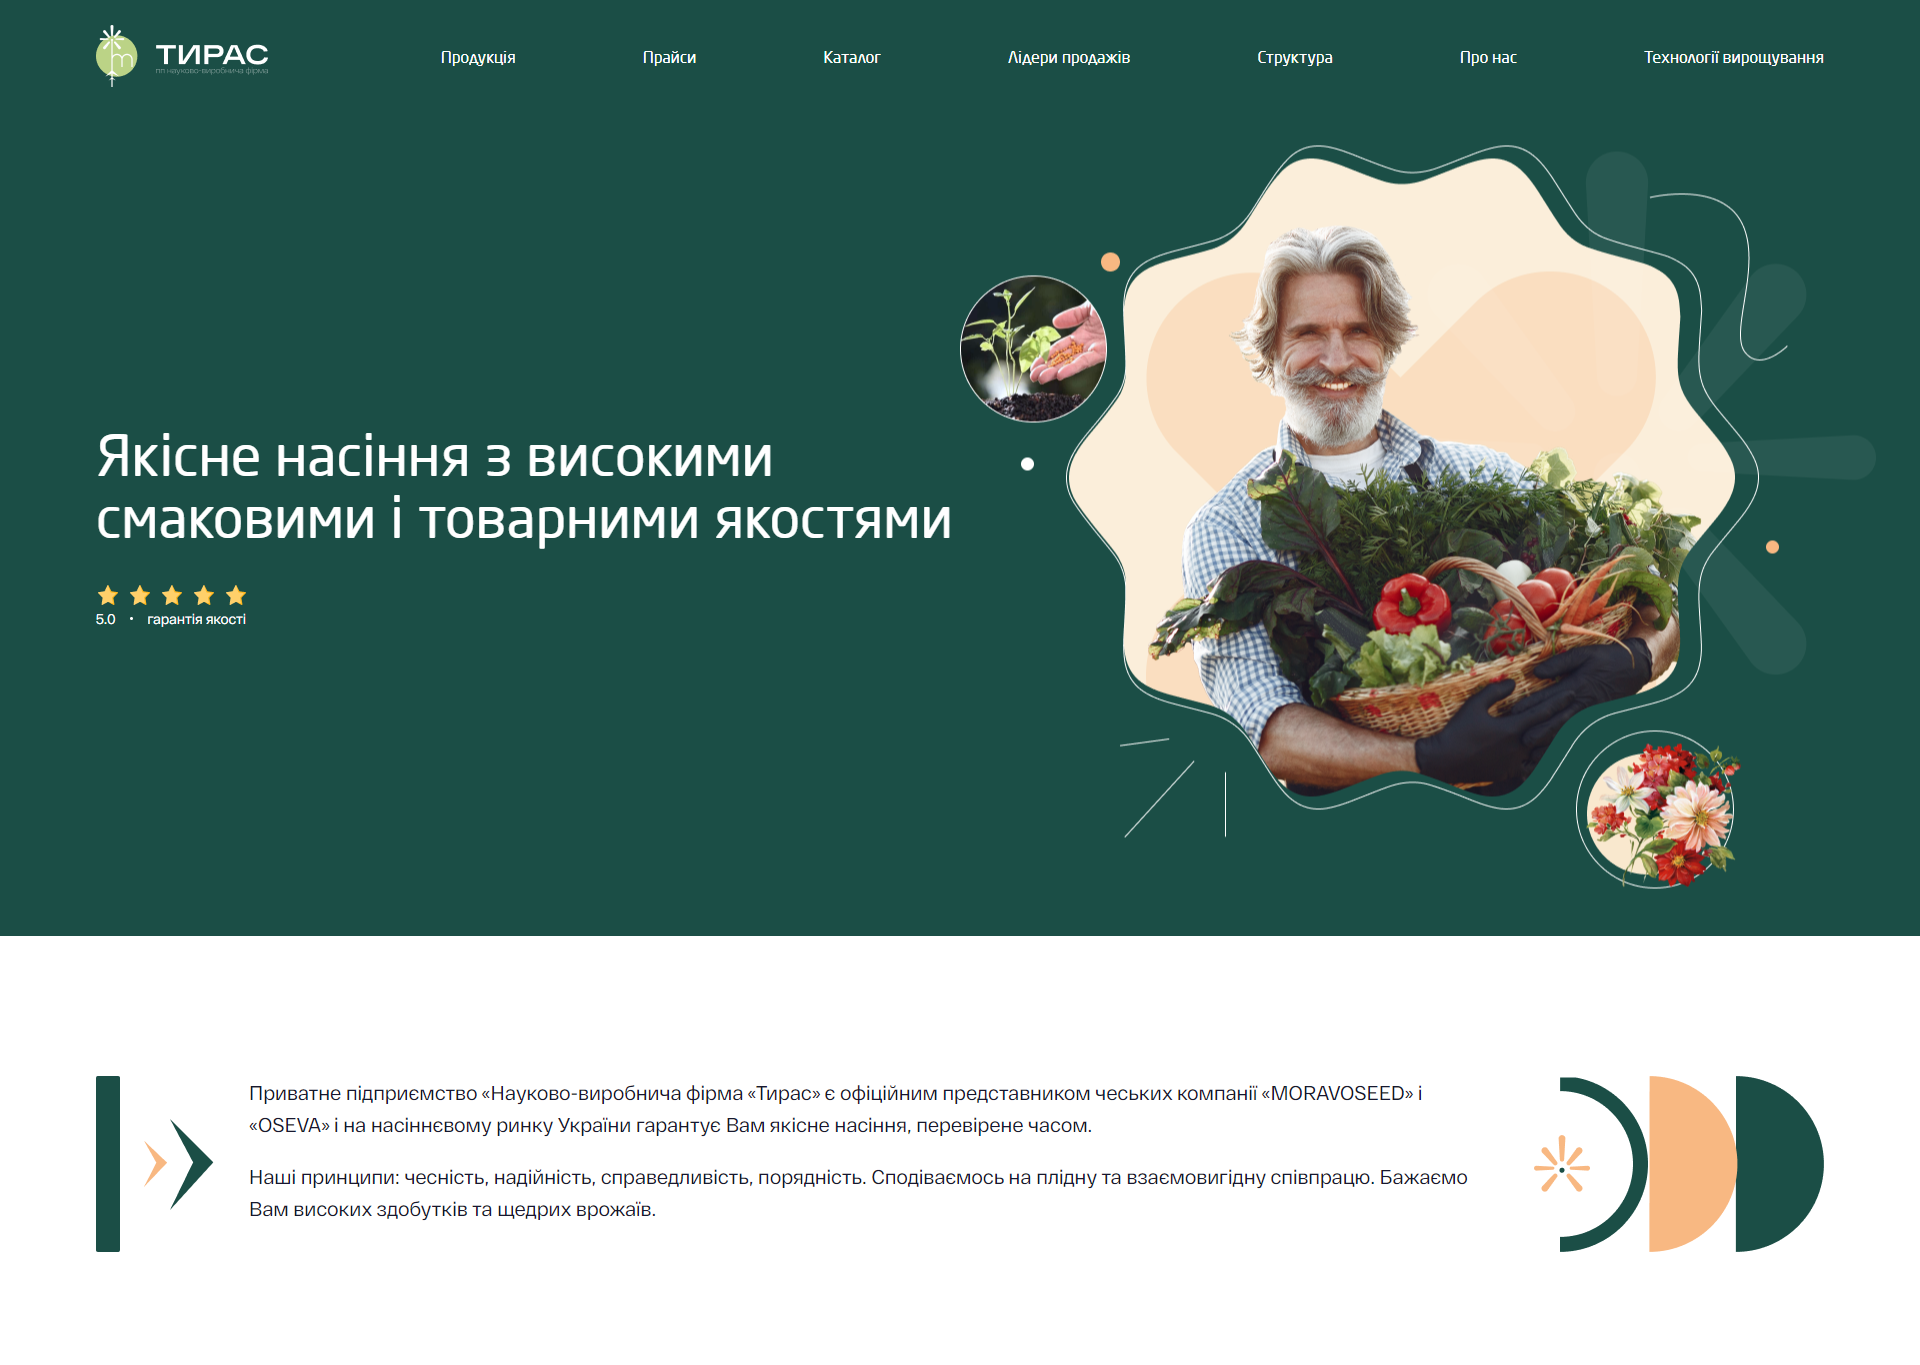 ТИРАС
пп науково-виробнича фірма
Продукція
Прайси
Каталог
Лідери продажів
Структура
Про нас
Технології вирощування
Якісне насіння з високими
смаковими і товарними якостями
5.0 • гарантія якості
Приватне підприємство «Науково-виробнича фірма «Тирас» є офіційним представником чеських компанії «MORAVOSEED» і
«OSEVA» і на насіннєвому ринку України гарантує Вам якісне насіння, перевірене часом.
Наші принципи: чесність, надійність, справедливість, порядність. Сподіваємось на плідну та взаємовигідну співпрацю. Бажаємо
Вам високих здобутків та щедрих врожаїв.